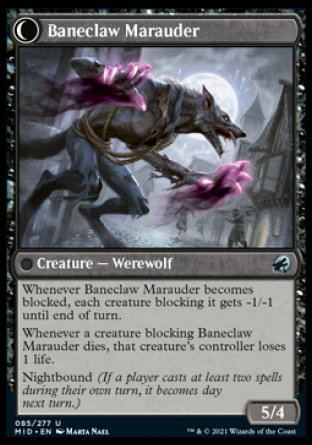 Baneclaw Marauder
Creature — Werewolf
Whenever Baneclaw Marauder becomes
blocked, each creature blocking it gets -1/-1
until end of turn.
Whenever a creature blocking Baneclaw
Marauder dies, that creature's controller loses
1 life.
Nightbound (If a player casts at least two spells
during their own turn, it becomes day
next turn.)
5/4
085/277 U
MID • EN Marta Nael
™ & © 2021 Wizards of the Coast